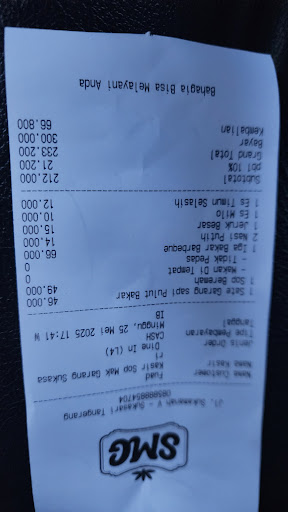 SMG
Jl. Sukamanah V - Sukasari Tangerang
Nama Customer Fuad
Nama Kasir Kasir Sop Mak Garang Sukasa
ri
Jenis Order Dine In (L4)
Tipe Pembayaran CASH
Tanggal Minggu, 25 Mei 2025 17:41 W
IB
1 Sate Garang sapi Pulut Bakar 46.000
1 Sop Beremah 49.000
- Makan Di Tempat 0
- Tidak Pedas 0
1 Iga Bakar Barbeque 66.000
2 Nasi Putih 14.000
1 Jeruk Besar 15.000
1 Es Milo 10.000
1 Es Timun Selasih 12.000
Subtotal 212.000
pb1 10% 21.200
Grand Total 233.200
Bayar 300.000
Kembalian 66.800
Bahagia Bisa Melayani Anda